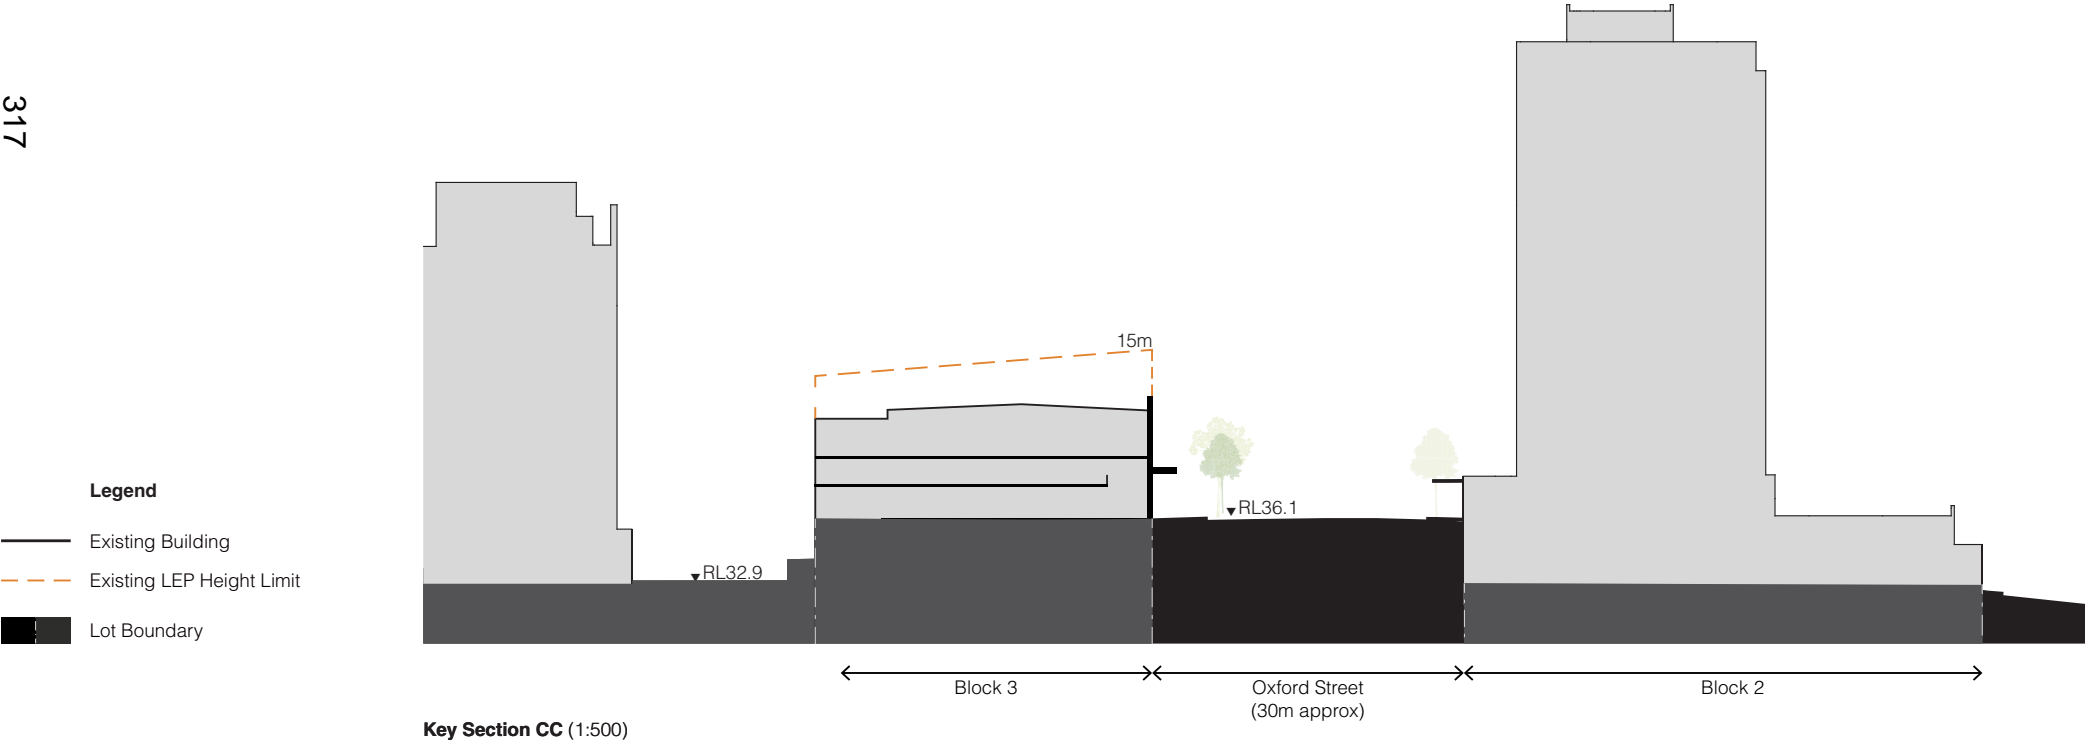 317
15m
RL36.1
RL32.9
Legend
Existing Building
Existing LEP Height Limit
Lot Boundary
Block 3
Oxford Street
(30m approx)
Block 2
Key Section CC (1:500)